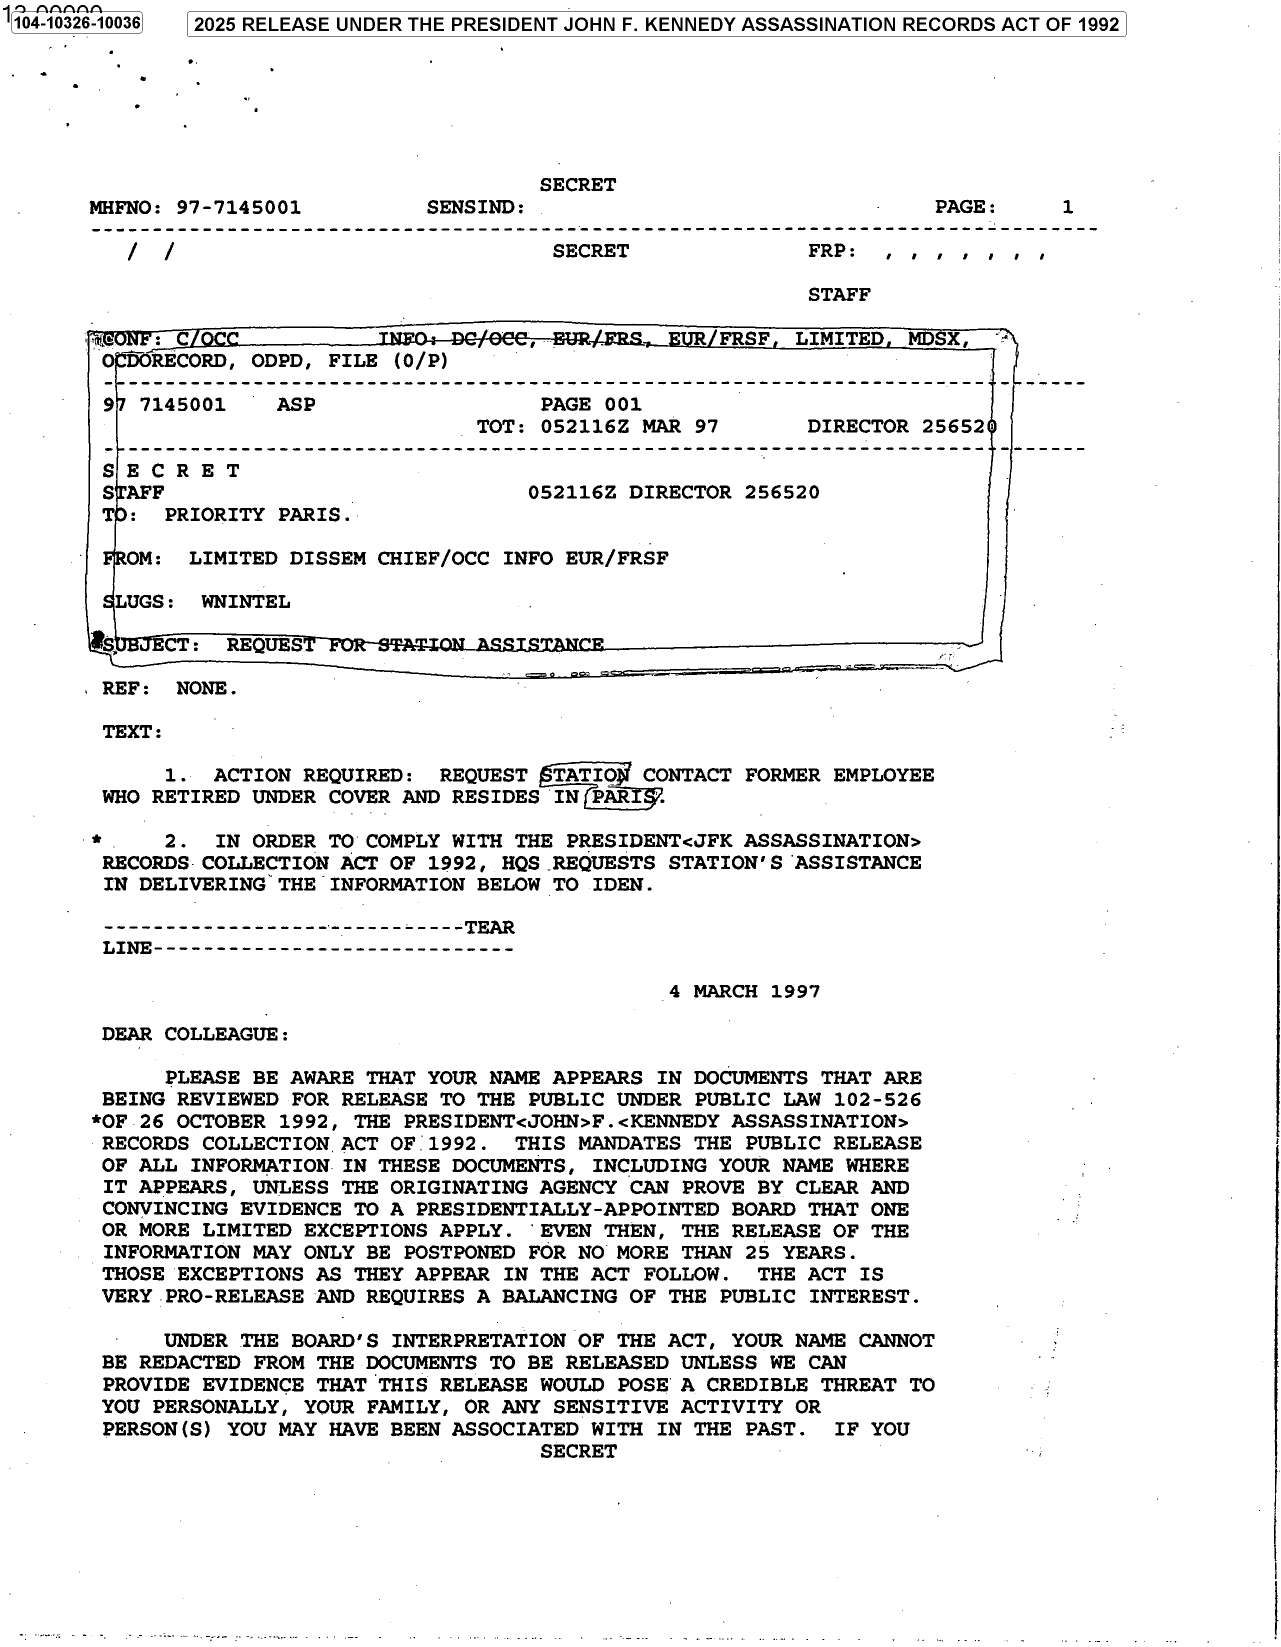 104-10326-10036
2025 RELEASE UNDER THE PRESIDENT JOHN F. KENNEDY ASSASSINATION RECORDS ACT OF 1992
SECRET
MHFNO: 97-7145001 SENSIND: PAGE: 1
--------------------------------------------------------------------------------
/ / SECRET FRP: , , , , , , ,
STAFF
CONF: C/OCC INFO: DC/OCC, EUR/FRS, EUR/FRSF, LIMITED, MDSX,
OCDORECORD, ODPD, FILE (0/P)
--------------------------------------------------------------------------------
97 7145001 ASP PAGE 001
TOT: 052116Z MAR 97 DIRECTOR 256520
--------------------------------------------------------------------------------
S E C R E T
STAFF 052116Z DIRECTOR 256520
TO: PRIORITY PARIS.
FROM: LIMITED DISSEM CHIEF/OCC INFO EUR/FRSF
SLUGS: WNINTEL
SUBJECT: REQUEST FOR STATION ASSISTANCE
REF: NONE.
TEXT:
1. ACTION REQUIRED: REQUEST STATION CONTACT FORMER EMPLOYEE
WHO RETIRED UNDER COVER AND RESIDES IN PARIS.
* 2. IN ORDER TO COMPLY WITH THE PRESIDENT<JFK ASSASSINATION>
RECORDS COLLECTION ACT OF 1992, HQS REQUESTS STATION'S ASSISTANCE
IN DELIVERING THE INFORMATION BELOW TO IDEN.
-----------------------------TEAR
LINE-----------------------------
4 MARCH 1997
DEAR COLLEAGUE:
PLEASE BE AWARE THAT YOUR NAME APPEARS IN DOCUMENTS THAT ARE
BEING REVIEWED FOR RELEASE TO THE PUBLIC UNDER PUBLIC LAW 102-526
*OF 26 OCTOBER 1992, THE PRESIDENT<JOHN>F.<KENNEDY ASSASSINATION>
RECORDS COLLECTION ACT OF 1992. THIS MANDATES THE PUBLIC RELEASE
OF ALL INFORMATION IN THESE DOCUMENTS, INCLUDING YOUR NAME WHERE
IT APPEARS, UNLESS THE ORIGINATING AGENCY CAN PROVE BY CLEAR AND
CONVINCING EVIDENCE TO A PRESIDENTIALLY-APPOINTED BOARD THAT ONE
OR MORE LIMITED EXCEPTIONS APPLY. EVEN THEN, THE RELEASE OF THE
INFORMATION MAY ONLY BE POSTPONED FOR NO MORE THAN 25 YEARS.
THOSE EXCEPTIONS AS THEY APPEAR IN THE ACT FOLLOW. THE ACT IS
VERY PRO-RELEASE AND REQUIRES A BALANCING OF THE PUBLIC INTEREST.
UNDER THE BOARD'S INTERPRETATION OF THE ACT, YOUR NAME CANNOT
BE REDACTED FROM THE DOCUMENTS TO BE RELEASED UNLESS WE CAN
PROVIDE EVIDENCE THAT THIS RELEASE WOULD POSE A CREDIBLE THREAT TO
YOU PERSONALLY, YOUR FAMILY, OR ANY SENSITIVE ACTIVITY OR
PERSON(S) YOU MAY HAVE BEEN ASSOCIATED WITH IN THE PAST. IF YOU
SECRET